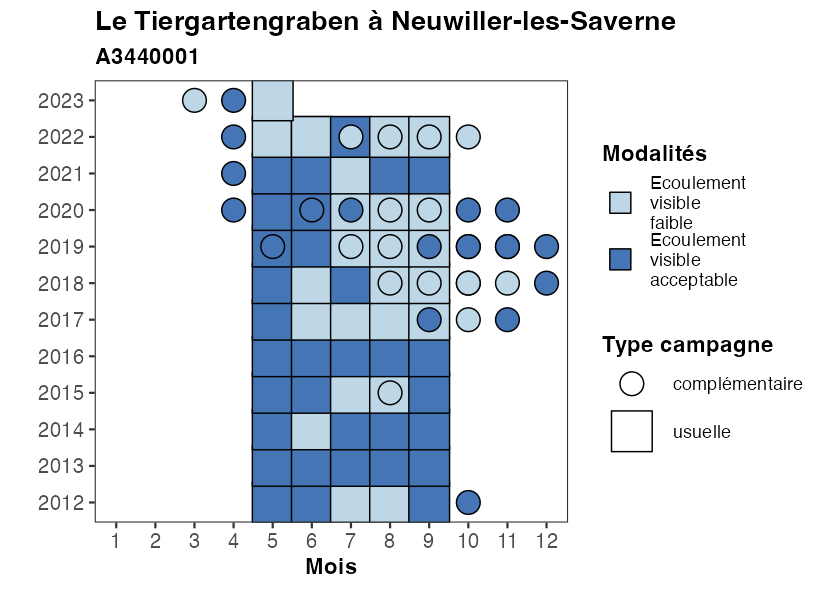 Le Tiergartengraben à Neuwiller-les-Saverne
A3440001
2023
2022
2021
2020
2019
2018
2017
2016
2015
2014
2013
2012
1 2 3 4 5 6 7 8 9 10 11 12
Mois
Modalités
Ecoulement
visible
faible
Ecoulement
visible
acceptable
Type campagne
complémentaire
usuelle